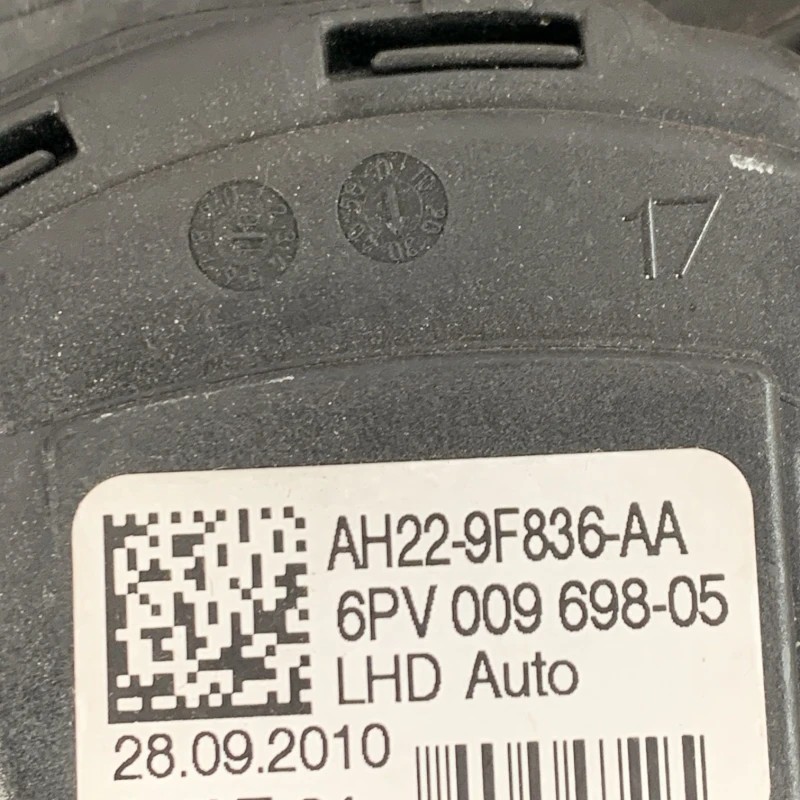 17
AH22-9F836-AA
6PV 009 698-05
LHD Auto
28.09.2010